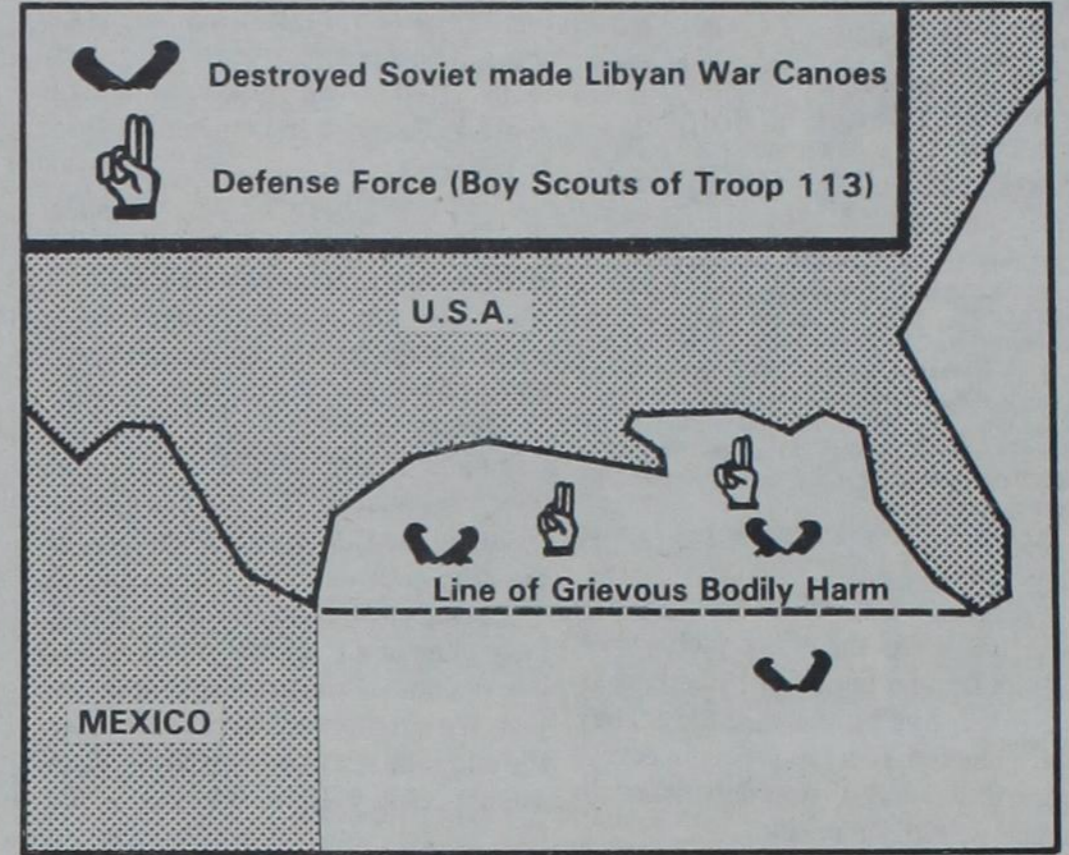 Destroyed Soviet made Libyan War Canoes
Defense Force (Boy Scouts of Troop 113)
U.S.A.
Line of Grievous Bodily Harm
MEXICO